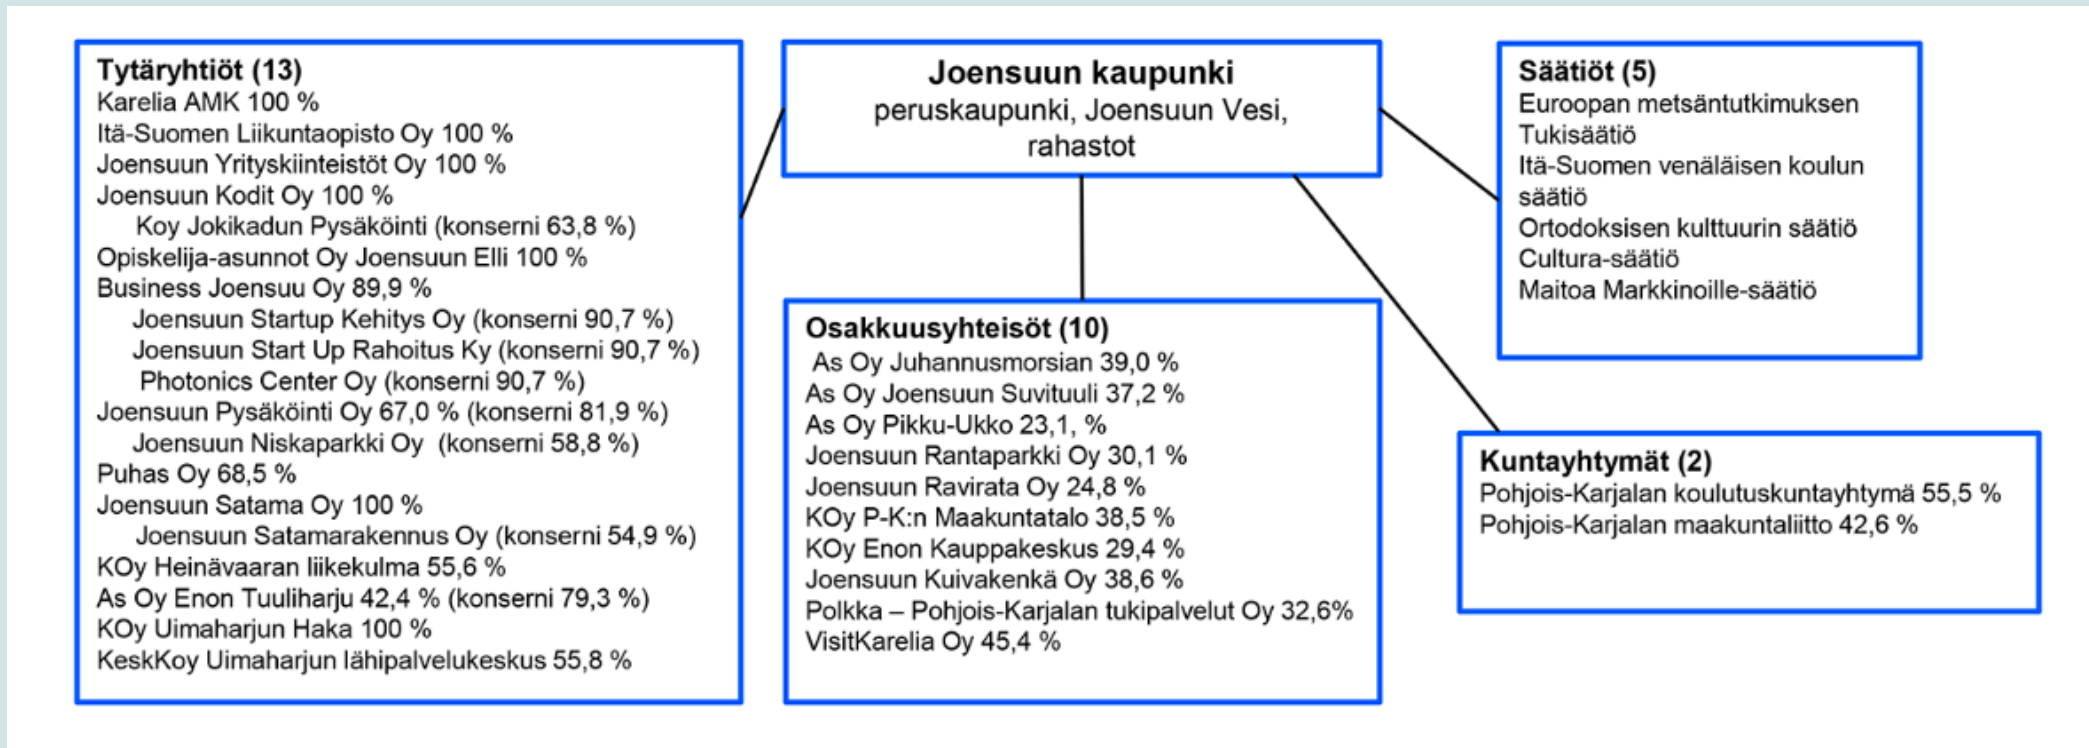 Tytäryhtiöt (13)
Karelia AMK 100 %
Itä-Suomen Liikuntaopisto Oy 100 %
Joensuun Yrityskiinteistöt Oy 100 %
Joensuun Kodit Oy 100 %
Koy Jokikadun Pysäköinti (konserni 63,8 %)
Opiskelija-asunnot Oy Joensuun Elli 100 %
Business Joensuu Oy 89,9 %
Joensuun Startup Kehitys Oy (konserni 90,7 %)
Joensuun Start Up Rahoitus Ky (konserni 90,7 %)
Photonics Center Oy (konserni 90,7 %)
Joensuun Pysäköinti Oy 67,0 % (konserni 81,9 %)
Joensuun Niskaparkki Oy (konserni 58,8 %)
Puhas Oy 68,5 %
Joensuun Satama Oy 100 %
Joensuun Satamarakennus Oy (konserni 54,9 %)
KOy Heinävaaran liikekulma 55,6 %
As Oy Enon Tuuliharju 42,4 % (konserni 79,3 %)
KOy Uimaharjun Haka 100 %
KeskKoy Uimaharjun lähipalvelukeskus 55,8 %
Joensuun kaupunki
peruskaupunki, Joensuun Vesi,
rahastot
Osakkuusyhteisöt (10)
As Oy Juhannusmorsian 39,0 %
As Oy Joensuun Suvituuli 37,2 %
As Oy Pikku-Ukko 23,1, %
Joensuun Rantaparkki Oy 30,1 %
Joensuun Ravirata Oy 24,8 %
KOy P-K:n Maakuntatalo 38,5 %
KOy Enon Kauppakeskus 29,4 %
Joensuun Kuivakenkä Oy 38,6 %
Polkka – Pohjois-Karjalan tukipalvelut Oy 32,6%
VisitKarelia Oy 45,4 %
Säätiöt (5)
Euroopan metsäntutkimuksen
Tukisäätiö
Itä-Suomen venäläisen koulun
säätiö
Ortodoksisen kulttuurin säätiö
Cultura-säätiö
Maitoa Markkinoille-säätiö
Kuntayhtymät (2)
Pohjois-Karjalan koulutuskuntayhtymä 55,5 %
Pohjois-Karjalan maakuntaliitto 42,6 %